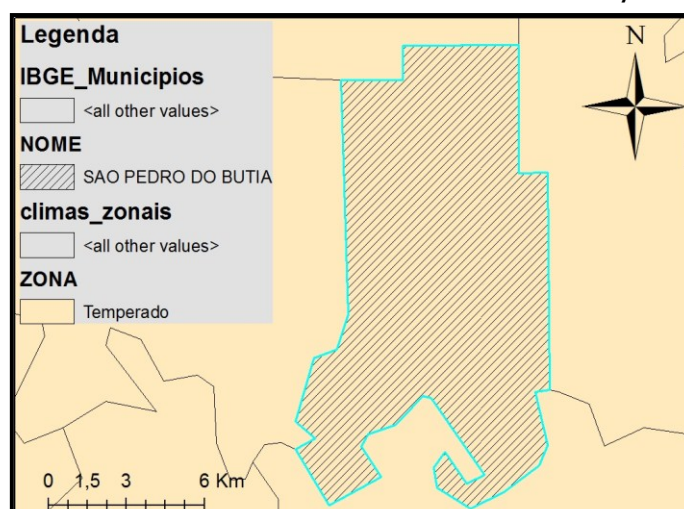 Legenda
IBGE_Municipios
<all other values>
NOME
SAO PEDRO DO BUTIA
climas_zonais
<all other values>
ZONA
Temperado
N
0 1,5 3 6 Km